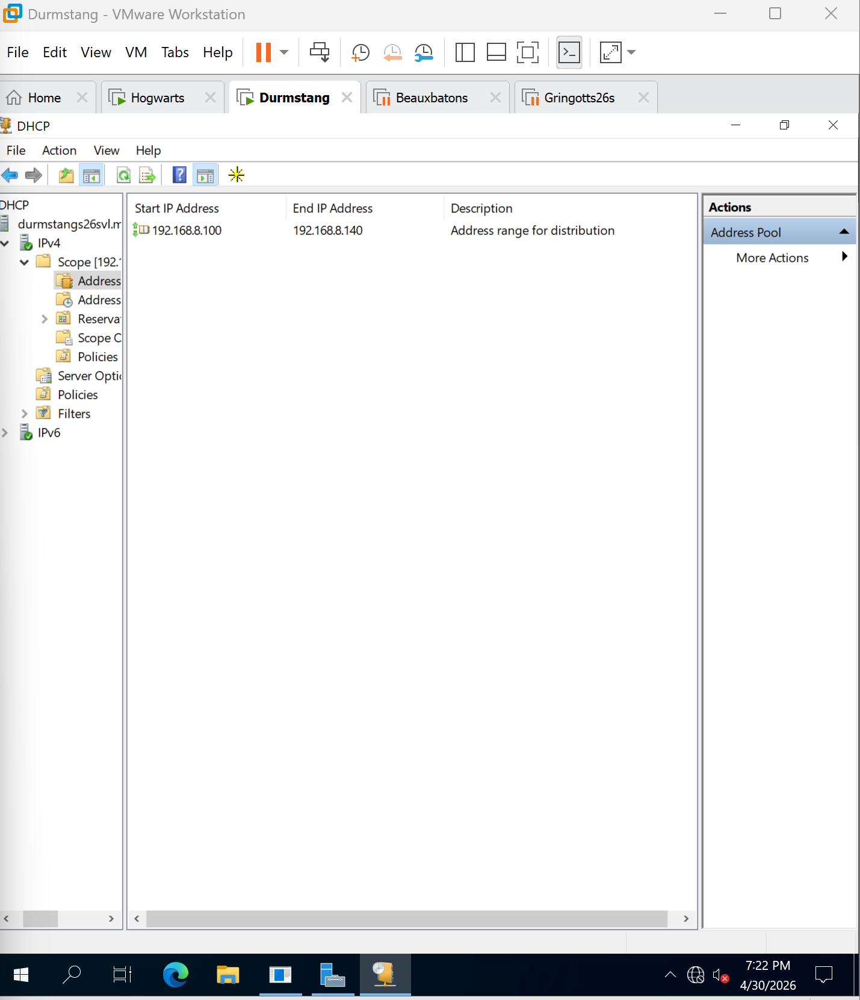 Durmstang - VMware Workstation
File Edit View VM Tabs Help
Home Hogwarts Durmstang Beauxbatons Gringotts26s
DHCP
File Action View Help
DHCP
durmstangs26svl.m
IPv4
Scope [192.1
Address
Address
Reserva
Scope O
Policies
Server Optio
Policies
Filters
IPv6
Start IP Address End IP Address Description
192.168.8.100 192.168.8.140 Address range for distribution
Actions
Address Pool
More Actions
7:22 PM
4/30/2026